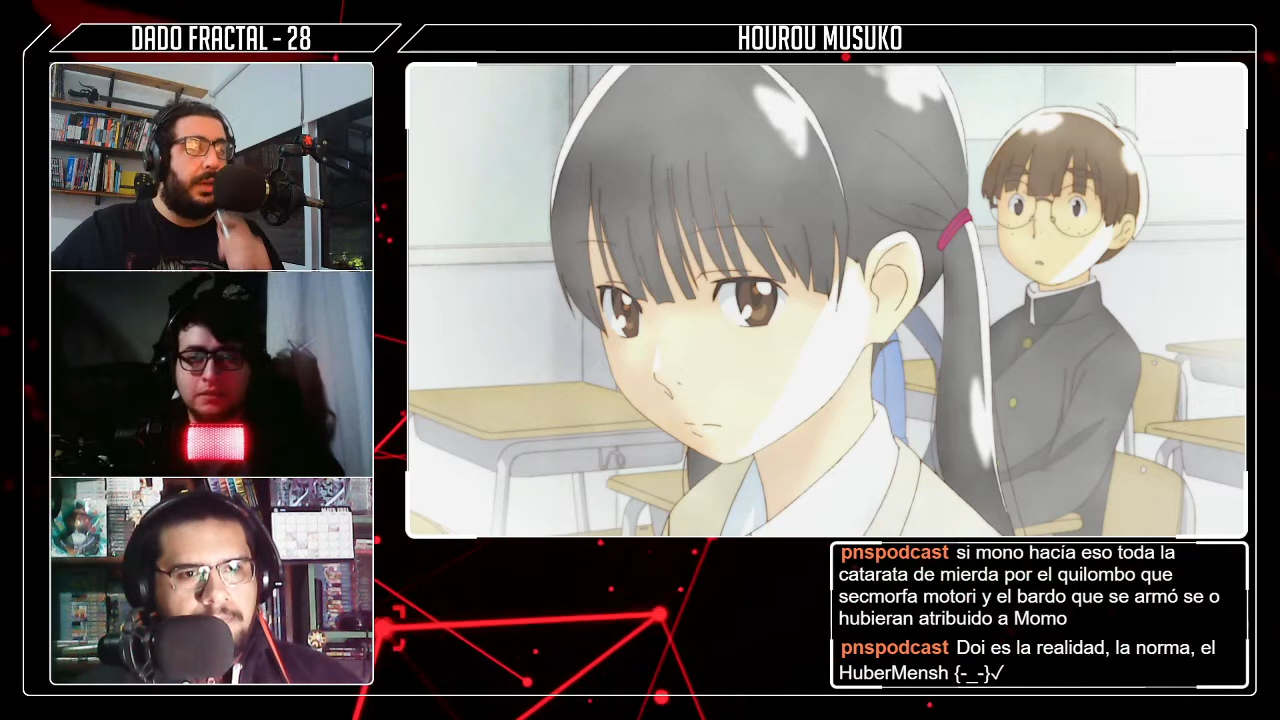 DADO FRACTAL - 28
HOUROU MUSUKO
pnspodcast si mono hacía eso toda la
catarata de mierda por el quilombo que
secmorfa motori y el bardo que se armó se o
hubieran atribuido a Momo
pnspodcast Doi es la realidad, la norma, el
HuberMensh {-_-}✓